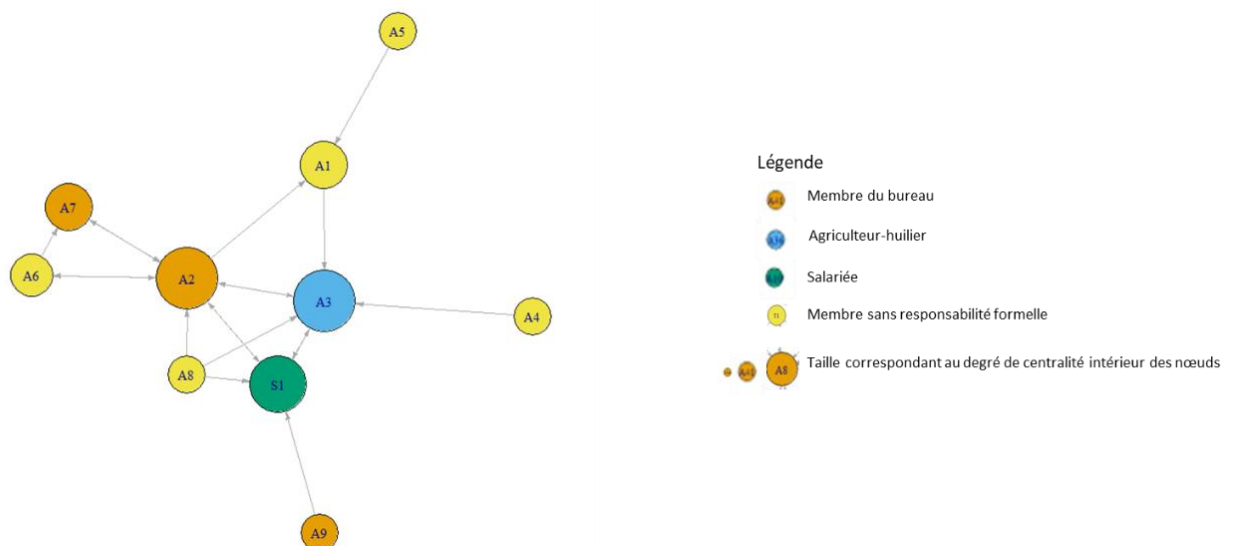 A5
A1
A7
A6
A2
A3
A4
A8
S1
A9
Légende
Membre du bureau
Agriculteur-huilier
Salariée
Membre sans responsabilité formelle
A8
Taille correspondant au degré de centralité intérieur des nœuds